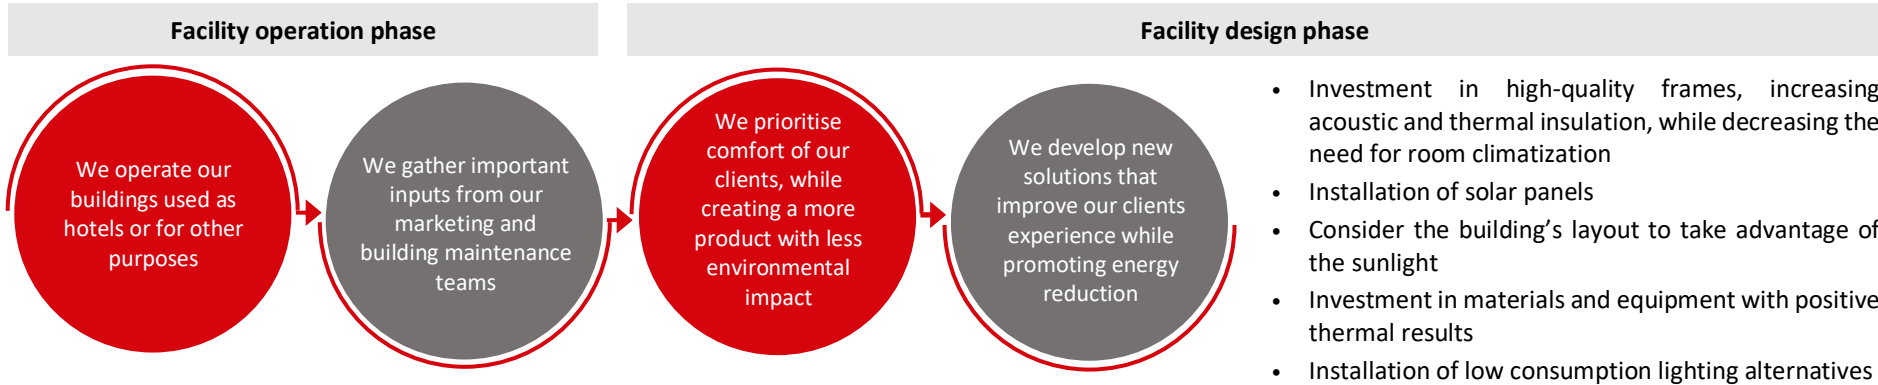 Facility operation phase
Facility design phase
We operate our
buildings used as
hotels or for other
purposes
We gather important
inputs from our
marketing and
building maintenance
teams
We prioritise
comfort of our
clients, while
creating a more
product with less
environmental
impact
We develop new
solutions that
improve our clients
experience while
promoting energy
reduction
• Investment in high-quality frames, increasing
acoustic and thermal insulation, while decreasing the
need for room climatization
• Installation of solar panels
• Consider the building’s layout to take advantage of
the sunlight
• Investment in materials and equipment with positive
thermal results
• Installation of low consumption lighting alternatives